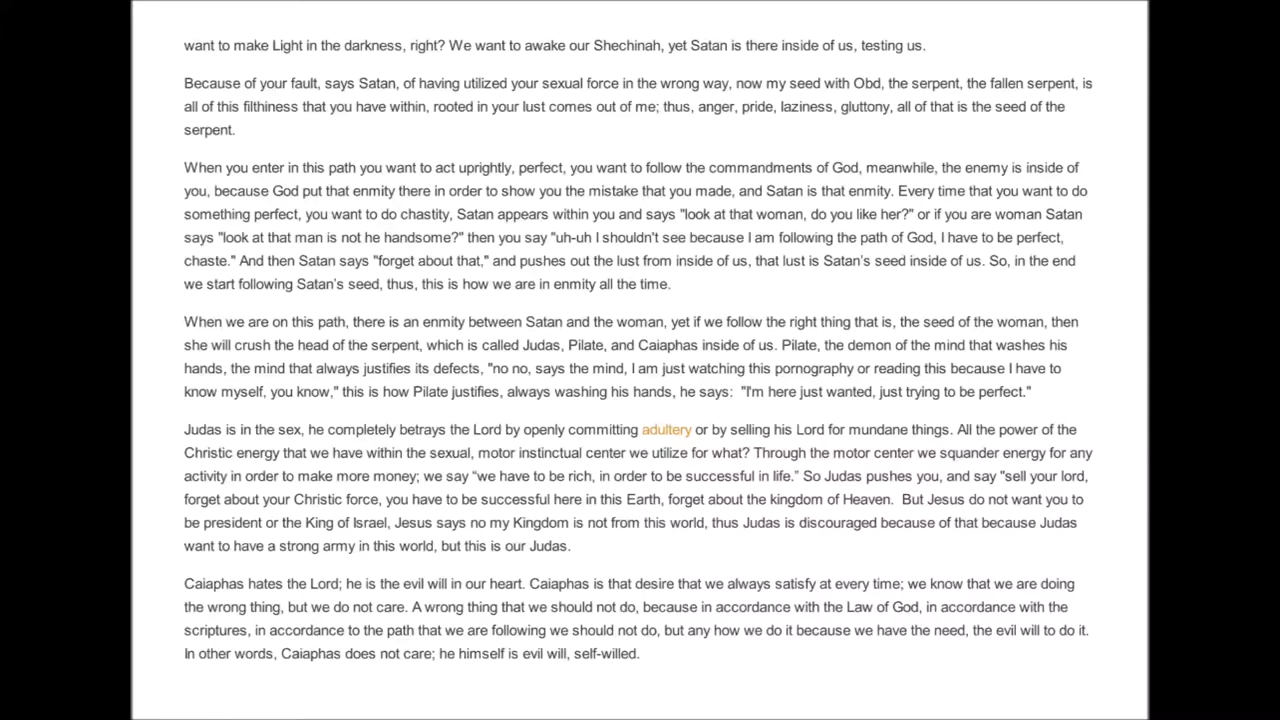 want to make Light in the darkness, right? We want to awake our Shechinah, yet Satan is there inside of us, testing us.
Because of your fault, says Satan, of having utilized your sexual force in the wrong way, now my seed with Obd, the serpent, the fallen serpent, is
all of this filthiness that you have within, rooted in your lust comes out of me; thus, anger, pride, laziness, gluttony, all of that is the seed of the
serpent.
When you enter in this path you want to act uprightly, perfect, you want to follow the commandments of God, meanwhile, the enemy is inside of
you, because God put that enmity there in order to show you the mistake that you made, and Satan is that enmity. Every time that you want to do
something perfect, you want to do chastity, Satan appears within you and says "look at that woman, do you like her?" or if you are woman Satan
says "look at that man is not he handsome?" then you say "uh-uh I shouldn't see because I am following the path of God, I have to be perfect,
chaste." And then Satan says "forget about that," and pushes out the lust from inside of us, that lust is Satan's seed inside of us. So, in the end
we start following Satan's seed, thus, this is how we are in enmity all the time.
When we are on this path, there is an enmity between Satan and the woman, yet if we follow the right thing that is, the seed of the woman, then
she will crush the head of the serpent, which is called Judas, Pilate, and Caiaphas inside of us. Pilate, the demon of the mind that washes his
hands, the mind that always justifies its defects, "no no, says the mind, I am just watching this pornography or reading this because I have to
know myself, you know," this is how Pilate justifies, always washing his hands, he says:  "I'm here just wanted, just trying to be perfect."
Judas is in the sex, he completely betrays the Lord by openly committing adultery or by selling his Lord for mundane things. All the power of the
Christic energy that we have within the sexual, motor instinctual center we utilize for what? Through the motor center we squander energy for any
activity in order to make more money; we say “we have to be rich, in order to be successful in life.” So Judas pushes you, and say "sell your lord,
forget about your Christic force, you have to be successful here in this Earth, forget about the kingdom of Heaven.  But Jesus do not want you to
be president or the King of Israel, Jesus says no my Kingdom is not from this world, thus Judas is discouraged because of that because Judas
want to have a strong army in this world, but this is our Judas.
Caiaphas hates the Lord; he is the evil will in our heart. Caiaphas is that desire that we always satisfy at every time; we know that we are doing
the wrong thing, but we do not care. A wrong thing that we should not do, because in accordance with the Law of God, in accordance with the
scriptures, in accordance to the path that we are following we should not do, but any how we do it because we have the need, the evil will to do it.
In other words, Caiaphas does not care; he himself is evil will, self-willed.